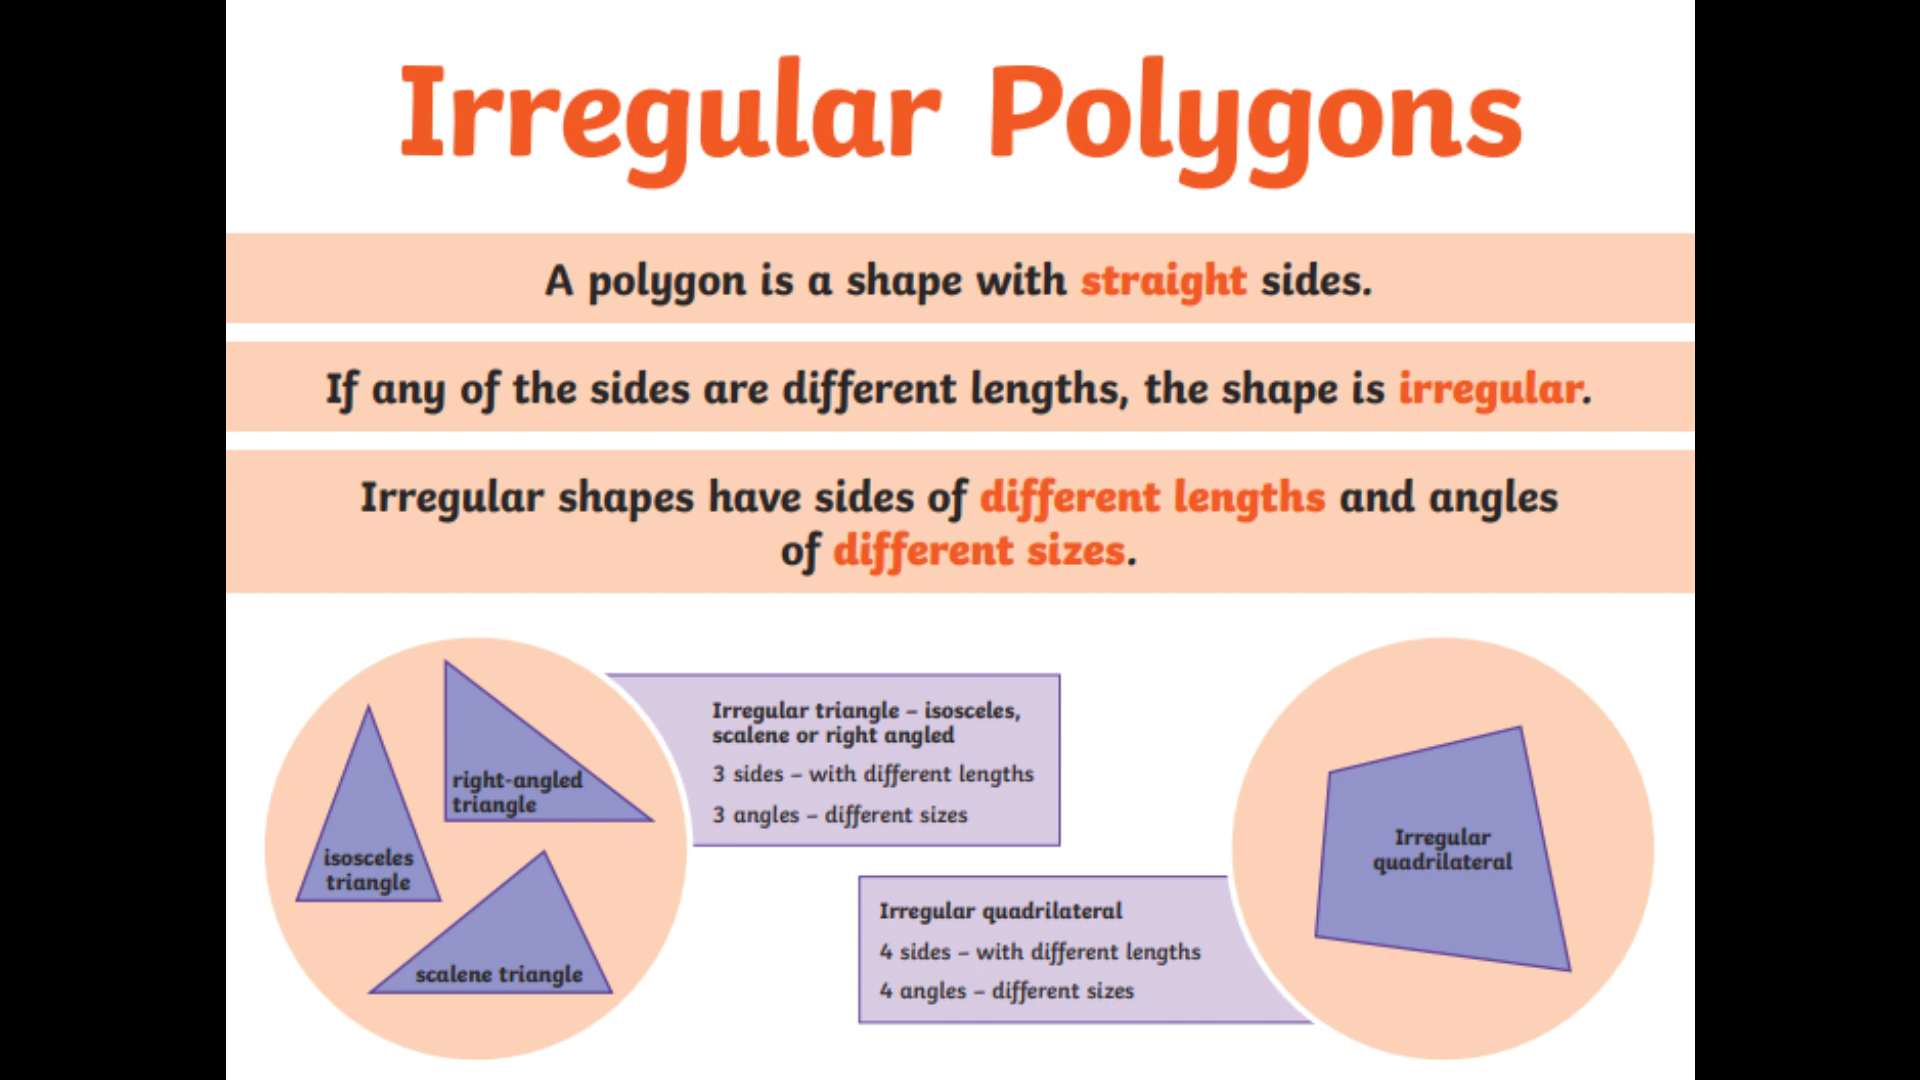 Irregular Polygons
A polygon is a shape with straight sides.
If any of the sides are different lengths, the shape is irregular.
Irregular shapes have sides of different lengths and angles
of different sizes.
right-angled
triangle
isosceles
triangle
scalene triangle
Irregular triangle – isosceles,
scalene or right angled
3 sides – with different lengths
3 angles – different sizes
Irregular quadrilateral
4 sides – with different lengths
4 angles – different sizes
Irregular
quadrilateral